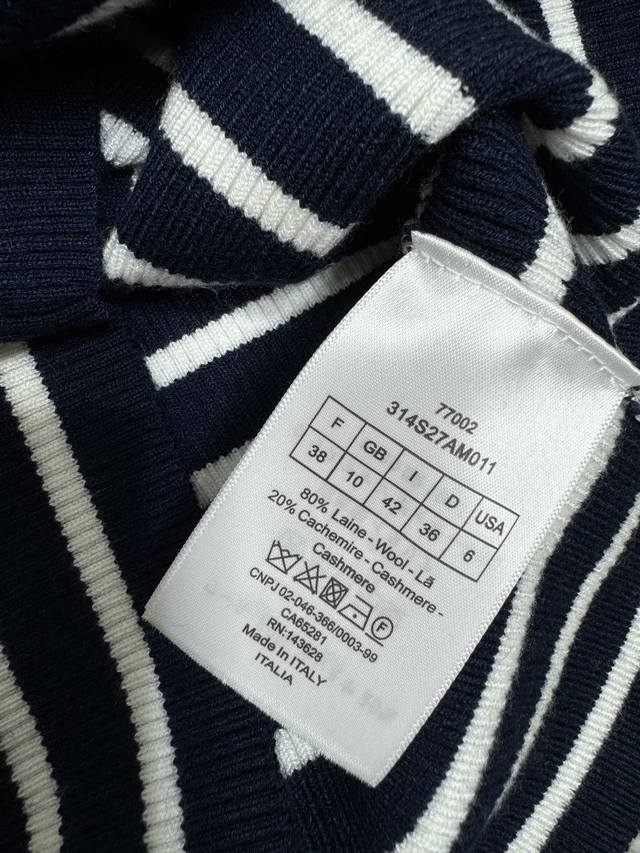 77002
314S27AM011
F GB I D USA
38 10 42 36 6
80% Laine - Wool - Lã
20% Cachemire - Cashmere -
Cashmere
F
CNPJ 02-046-366/0003-99
CA65281
RN:143628
Made In ITALY
ITALIA